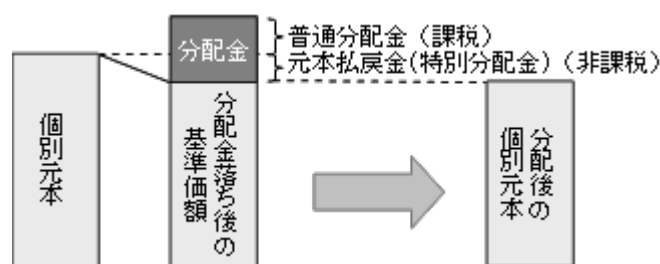 分配金
普通分配金（課税）
元本払戻金(特別分配金)（非課税）
個別元本
分配金落ち後の
基準価額
分配後の
個別元本